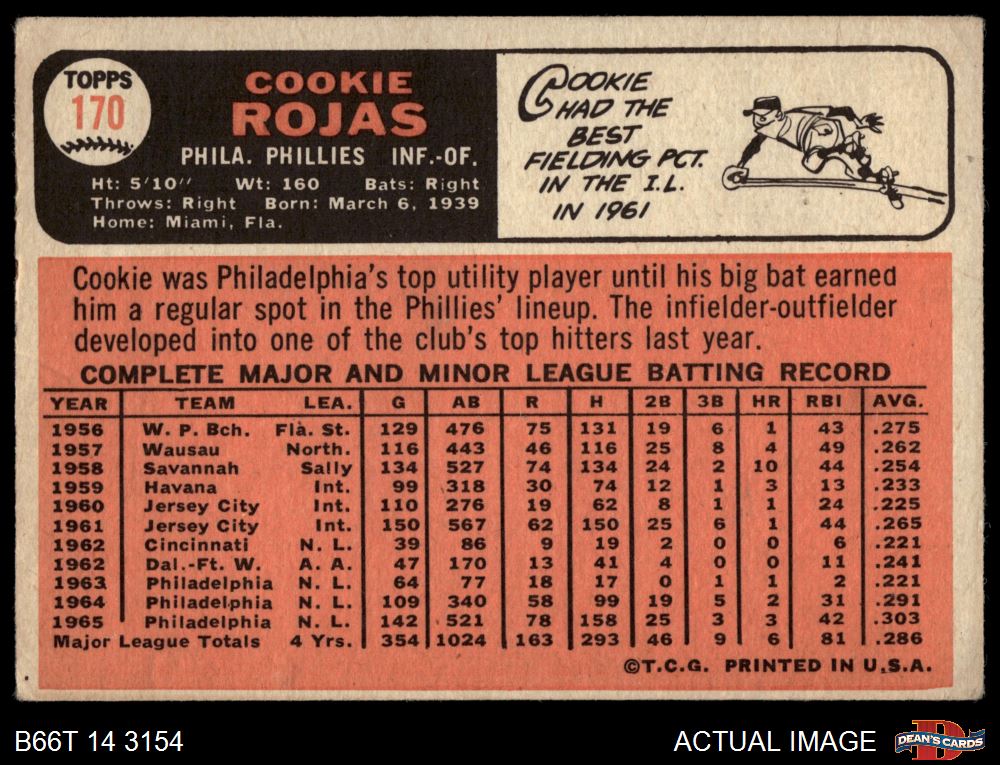 TOPPS
170
COOKIE
ROJAS
PHILA. PHILLIES INF.-OF.
Ht: 5'10" Wt: 160 Bats: Right
Throws: Right Born: March 6, 1939
Home: Miami, Fla.
COOKIE
HAD THE
BEST
FIELDING PCT.
IN THE I.L.
IN 1961
Cookie was Philadelphia's top utility player until his big bat earned
him a regular spot in the Phillies' lineup. The infielder-outfielder
developed into one of the club's top hitters last year.
COMPLETE MAJOR AND MINOR LEAGUE BATTING RECORD
YEAR TEAM LEA. G AB R H 2B 3B HR RBI AVG.
1956 W. P. Bch. Fla. St. 129 476 75 131 19 6 1 43 .275
1957 Wausau North. 116 443 46 116 25 8 4 49 .262
1958 Savannah Sally 134 527 74 134 24 2 10 44 .254
1959 Havana Int. 99 318 30 74 12 1 3 13 .233
1960 Jersey City Int. 110 276 19 62 8 1 1 24 .225
1961 Jersey City Int. 150 567 62 150 25 6 1 44 .265
1962 Cincinnati N. L. 39 86 9 19 2 0 0 6 .221
1962 Dal.-Ft. W. A. A. 47 170 13 41 4 0 0 11 .241
1963 Philadelphia N. L. 64 77 18 17 0 1 1 2 .221
1964 Philadelphia N. L. 109 340 58 99 19 5 2 31 .291
1965 Philadelphia N. L. 142 521 78 158 25 3 3 42 .303
Major League Totals 4 Yrs. 354 1024 163 293 46 9 6 81 .286
©T.C.G. PRINTED IN U.S.A.
B66T 14 3154
ACTUAL IMAGE
DEAN'S CARDS